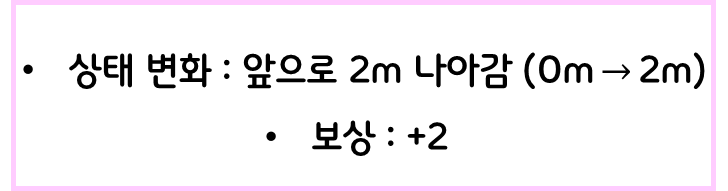 • 상태 변화 : 앞으로 2m 나아감 (0m → 2m)
• 보상 : +2